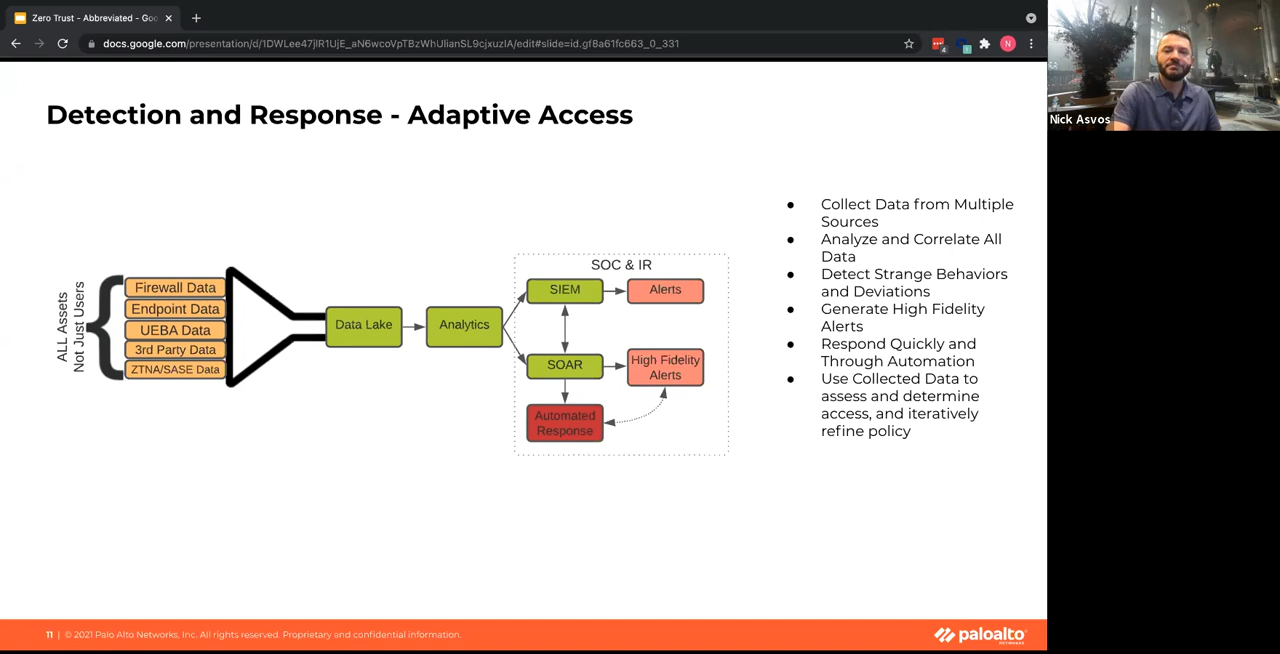 Zero Trust - Abbreviated - Goo
docs.google.com/presentation/d/1DWLee47jIR1UjE_aN6wcoVpTBzWhUlianSL9cjxuzIA/edit#slide=id.gf8a61fc663_0_331
N
Nick Asvos
Detection and Response - Adaptive Access
ALL Assets
Not Just Users
Firewall Data
Endpoint Data
UEBA Data
3rd Party Data
ZTNA/SASE Data
Data Lake
Analytics
SOC & IR
SIEM
Alerts
SOAR
High Fidelity
Alerts
Automated
Response
● Collect Data from Multiple
Sources
● Analyze and Correlate All
Data
● Detect Strange Behaviors
and Deviations
● Generate High Fidelity
Alerts
● Respond Quickly and
Through Automation
● Use Collected Data to
assess and determine
access, and iteratively
refine policy
11 | © 2021 Palo Alto Networks, Inc. All rights reserved. Proprietary and confidential information.
paloalto
NETWORKS